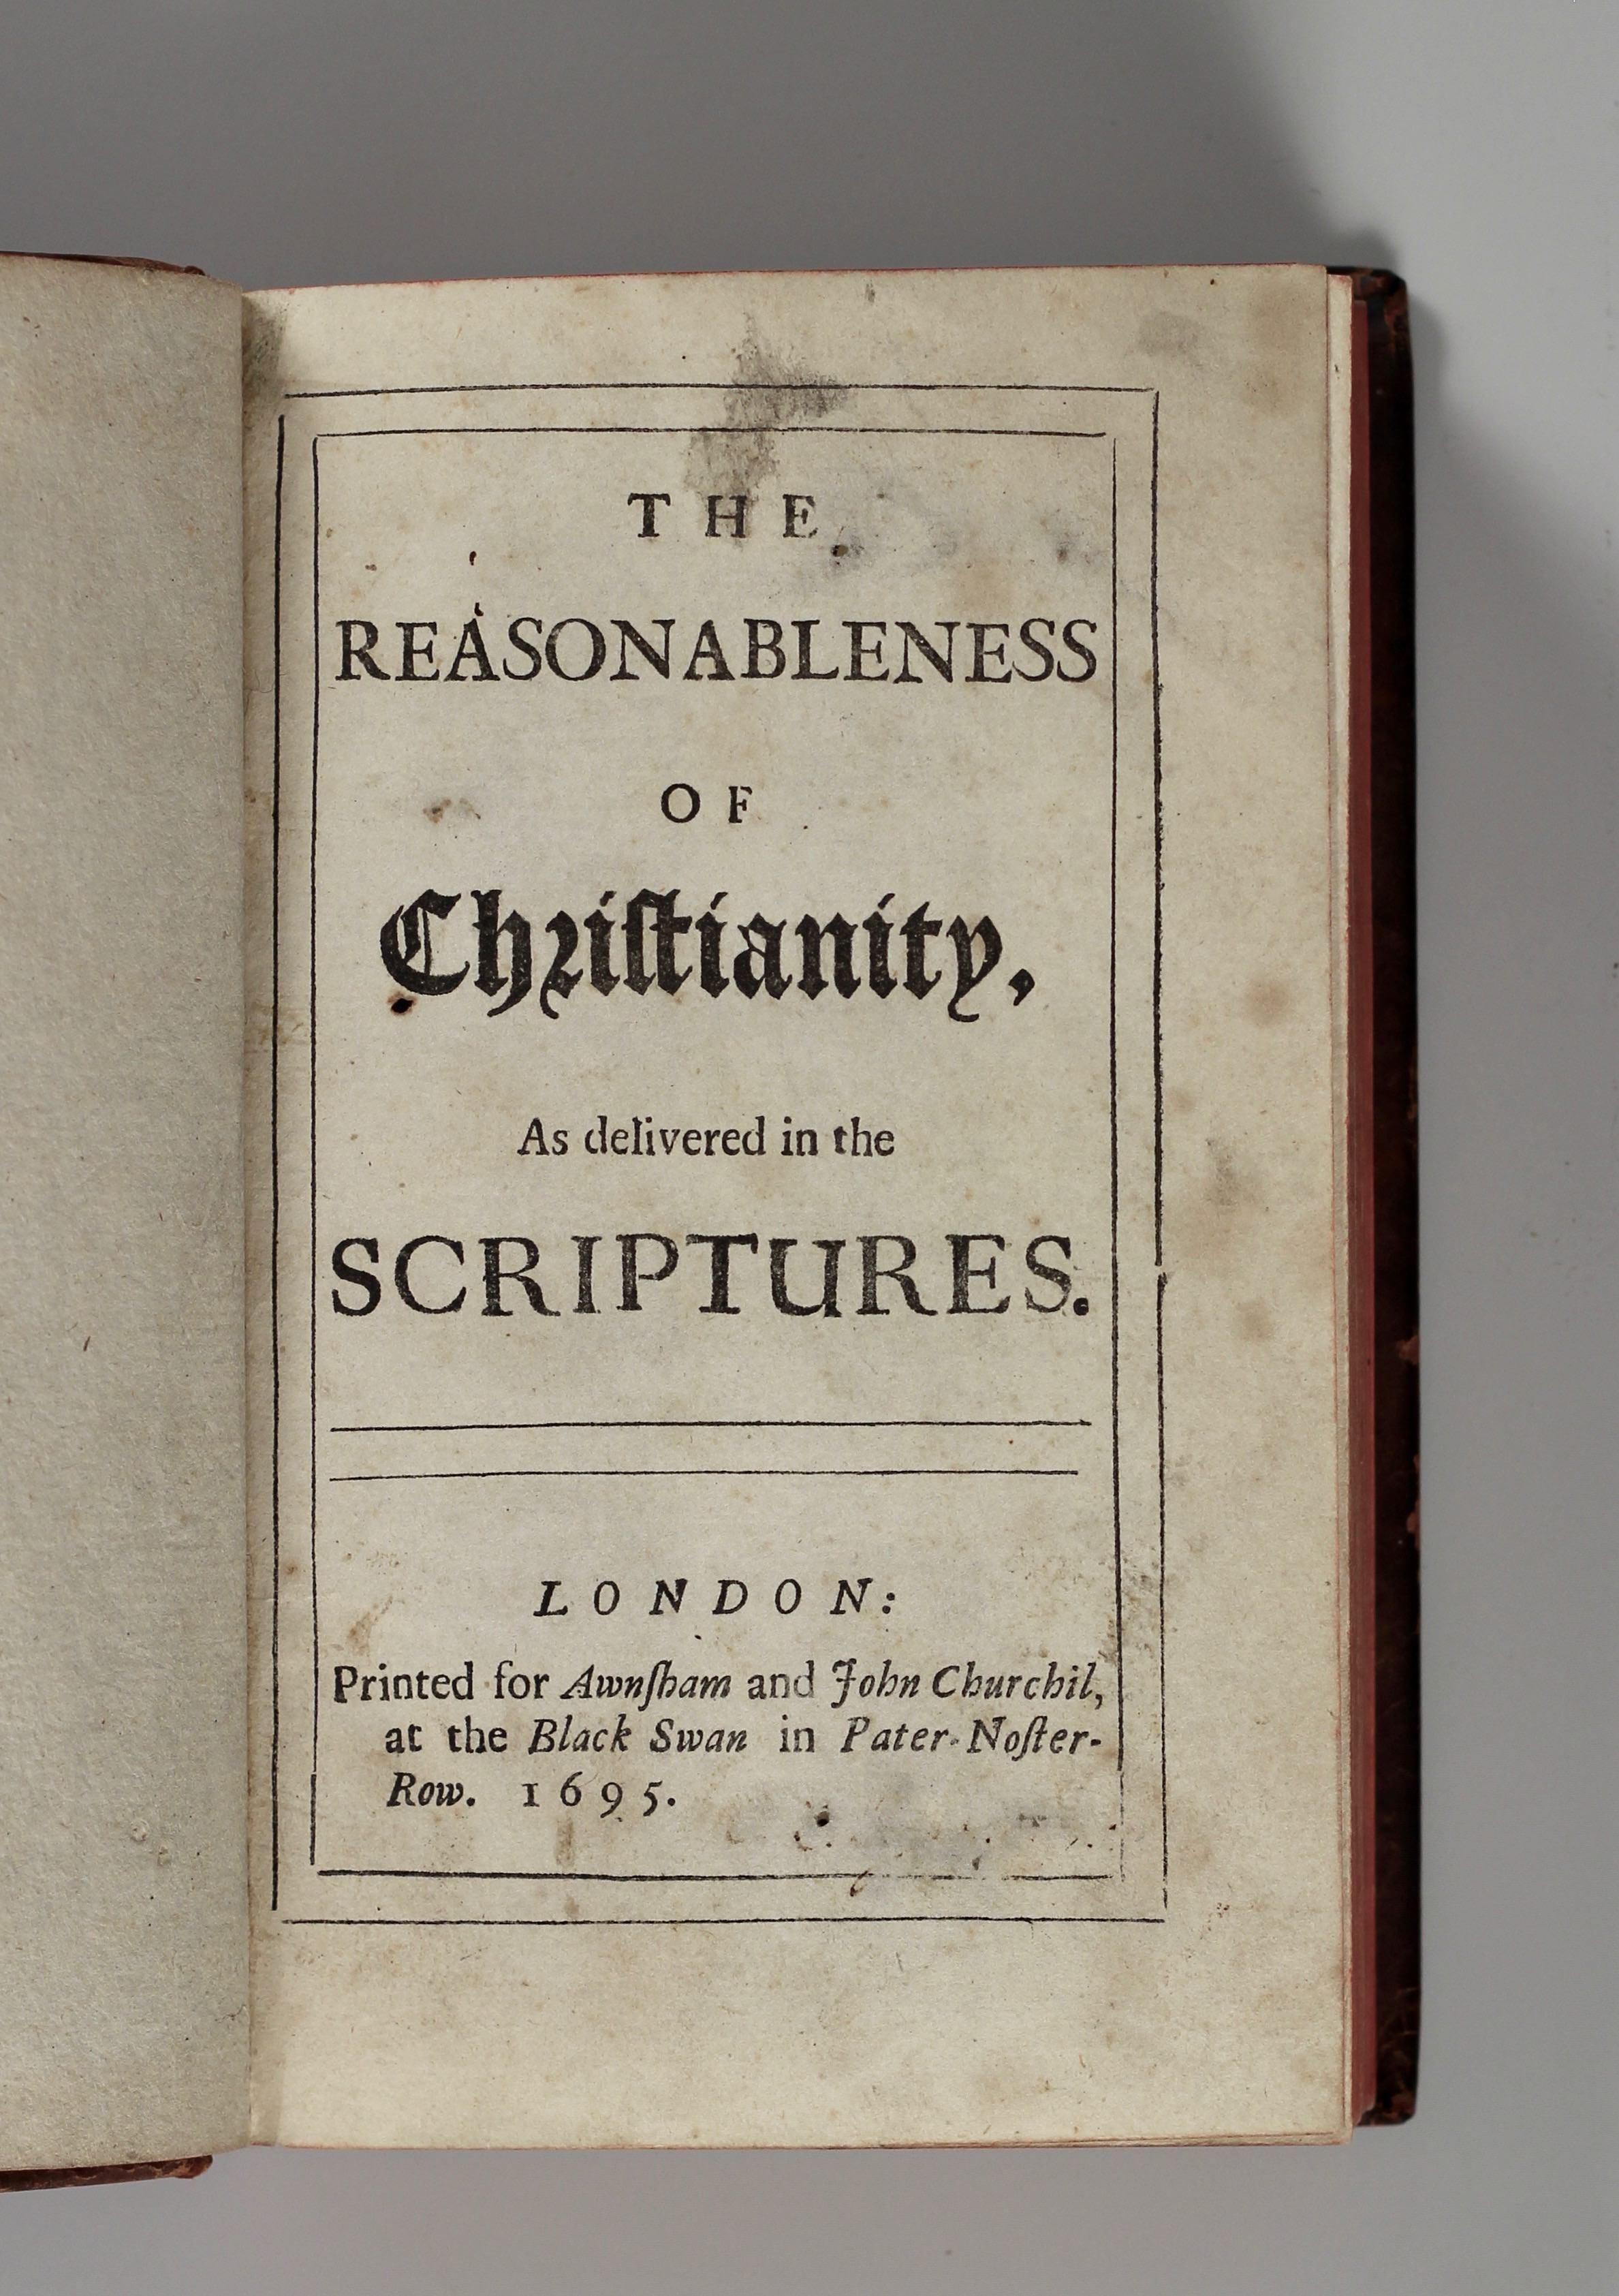 THE
REASONABLENESS
OF
Chriſtianity,
As delivered in the
SCRIPTURES.
LONDON:
Printed for Awnſham and John Churchil,
at the Black Swan in Pater-Noſter-
Row. 1695.